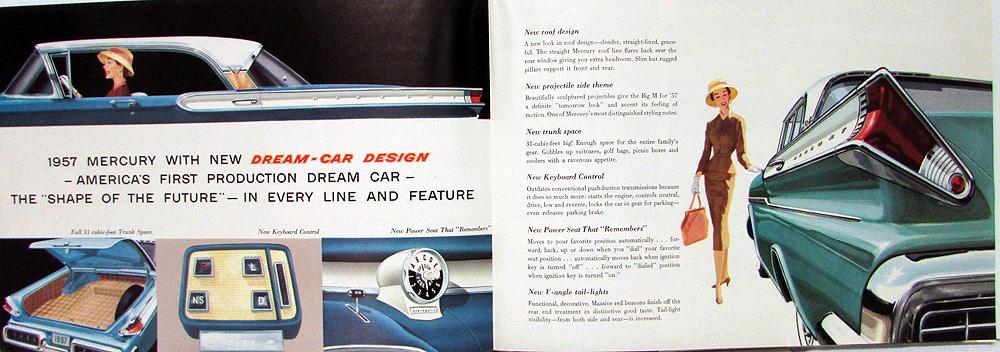 1957 MERCURY WITH NEW DREAM-CAR DESIGN
– AMERICA'S FIRST PRODUCTION DREAM CAR –
THE "SHAPE OF THE FUTURE" — IN EVERY LINE AND FEATURE
Full 31 cubic-foot Trunk Space
New Keyboard Control
New Power Seat That "Remembers"
1957
NS
D
New roof design
A new look in roof design—slender, straight-lined, grace-
ful. The straight Mercury roof line flares back over the
rear window giving you extra headroom. Slim but rugged
pillars support it front and rear.
New projectile side theme
Beautifully sculptured projectiles give the Big M for '57
a definite "tomorrow look" and accent its feeling of
motion. One of Mercury's most distinguished styling notes.
New trunk space
31-cubic-feet big! Enough space for the entire family's
gear. Gobbles up suitcases, golf bags, picnic boxes and
coolers with a ravenous appetite.
New Keyboard Control
Outdates conventional push-button transmissions because
it does so much more: starts the engine, controls neutral,
drive, low and reverse, locks the car in gear for parking—
even releases parking brake.
New Power Seat That "Remembers"
Moves to your favorite position automatically . . . for-
ward, back, up or down when you "dial" your favorite
seat position . . . automatically moves back when ignition
key is turned "off" . . . forward to "dialed" position
when ignition key is turned "on."
New V-angle tail-lights
Functional, decorative. Massive red beacons finish off the
rear end treatment in distinctive good taste. Tail-light
visibility—from both side and rear—is increased.